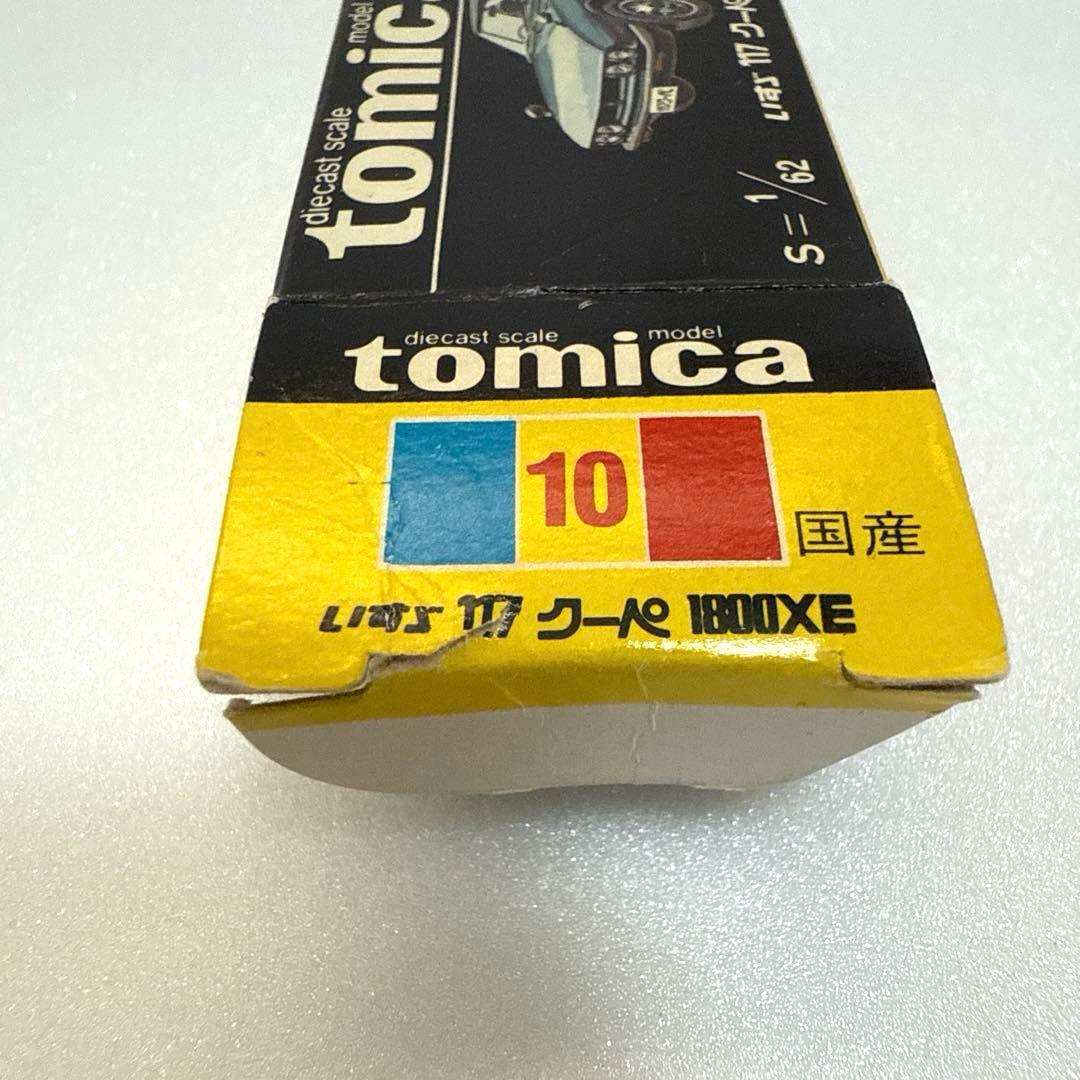 diecast scale model
tomica
S=1/62 いすゞ 117 クーペ
diecast scale model
tomica
10
国産
いすゞ 117 クーペ 1800XE